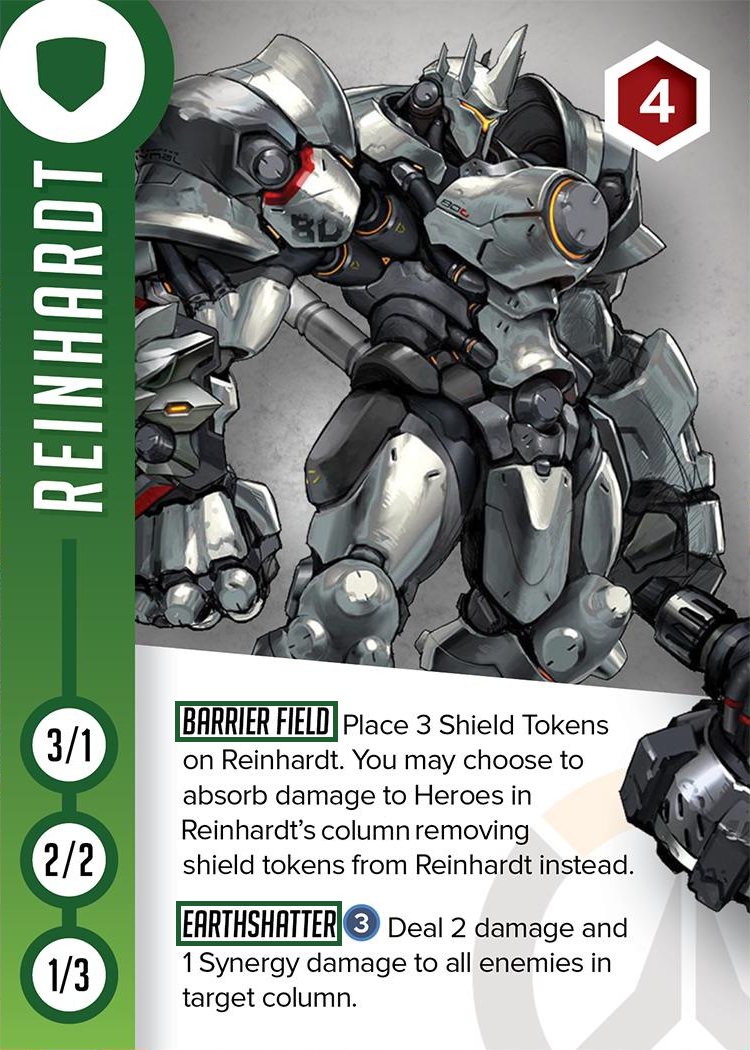 4
REINHARDT
3/1
2/2
1/3
BARRIER FIELD Place 3 Shield Tokens
on Reinhardt. You may choose to
absorb damage to Heroes in
Reinhardt's column removing
shield tokens from Reinhardt instead.
EARTHSHATTER 3 Deal 2 damage and
1 Synergy damage to all enemies in
target column.